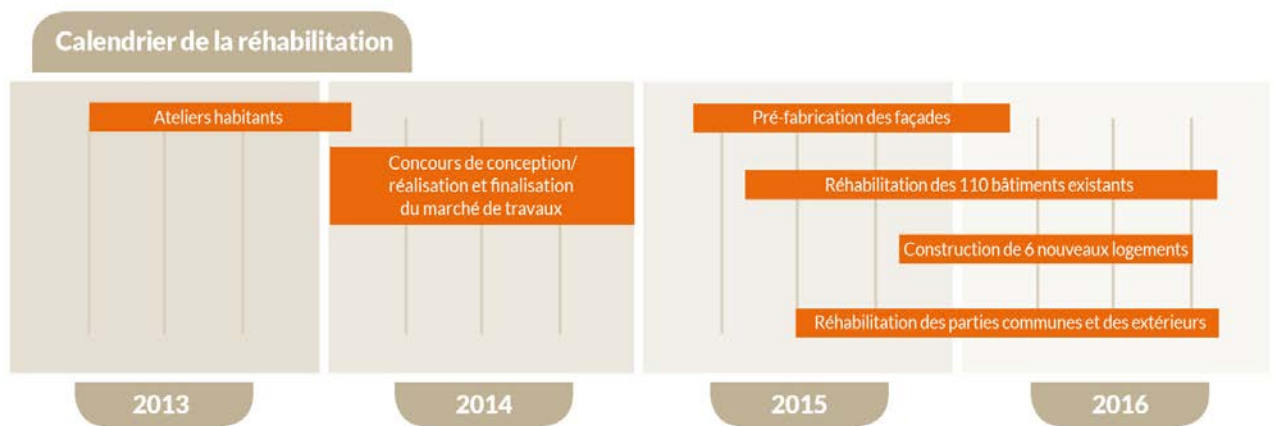 Calendrier de la réhabilitation
Ateliers habitants
Concours de conception/
réalisation et finalisation
du marché de travaux
Pré-fabrication des façades
Réhabilitation des 110 bâtiments existants
Construction de 6 nouveaux logements
Réhabilitation des parties communes et des extérieurs
2013
2014
2015
2016